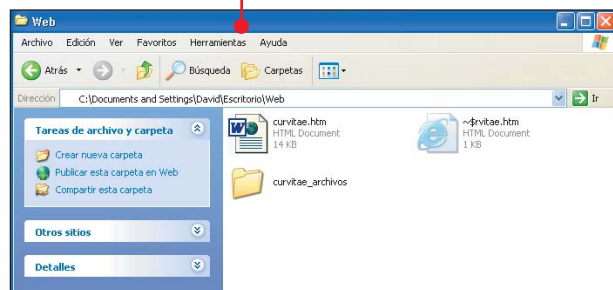 Web
Archivo Edición Ver Favoritos Herramientas Ayuda
Atrás Búsqueda Carpetas
Dirección C:\Documents and Settings\David\Escritorio\Web Ir
Tareas de archivo y carpeta
Crear nueva carpeta
Publicar esta carpeta en Web
Compartir esta carpeta
Otros sitios
Detalles
curvitae.htm
HTML Document
14 KB
~$rvitae.htm
HTML Document
1 KB
curvitae_archivos